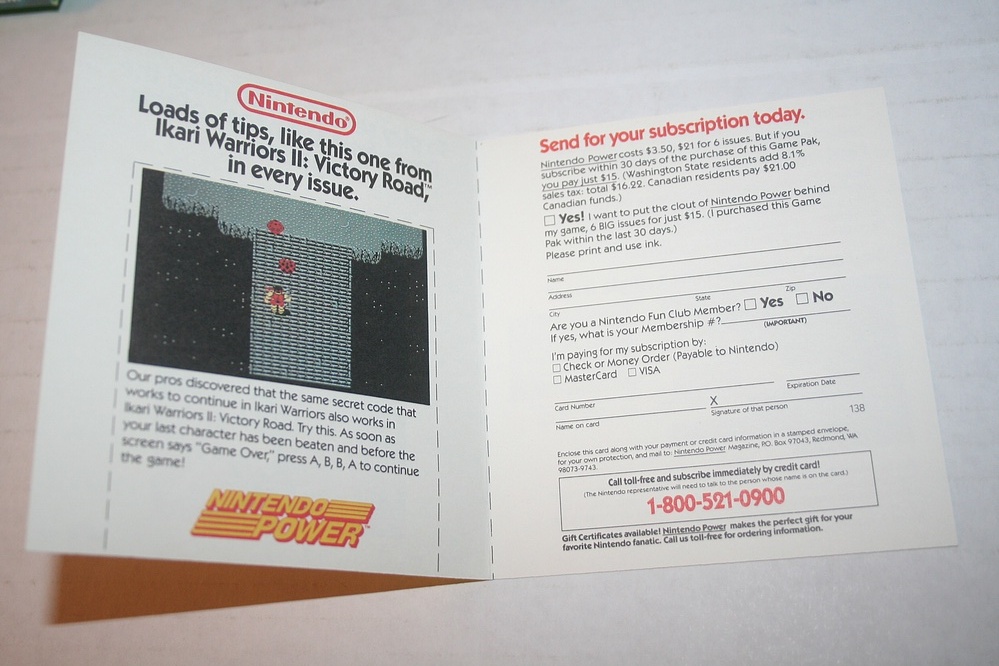 Nintendo
Loads of tips, like this one from
Ikari Warriors II: Victory Road,™
in every issue.
Our pros discovered that the same secret code that
works to continue in Ikari Warriors also works in
Ikari Warriors II: Victory Road. Try this. As soon as
your last character has been beaten and before the
screen says "Game Over," press A, B, B, A to continue
the game!
NINTENDO
POWER™
Send for your subscription today.
Nintendo Power costs $3.50, $21 for 6 issues. But if you
subscribe within 30 days of the purchase of this Game Pak,
you pay just $15. (Washington State residents add 8.1%
sales tax: total $16.22. Canadian residents pay $21.00
Canadian funds.)
Yes! I want to put the clout of Nintendo Power behind
my game, 6 BIG issues for just $15. (I purchased this Game
Pak within the last 30 days.)
Please print and use ink.
Name
Address
City State Zip
Are you a Nintendo Fun Club Member? Yes No
If yes, what is your Membership #? (IMPORTANT)
I'm paying for my subscription by:
Check or Money Order (Payable to Nintendo)
MasterCard VISA
Card Number Expiration Date
X
Name on card Signature of that person
138
Enclose this card along with your payment or credit card information in a stamped envelope,
for your own protection, and mail to: Nintendo Power Magazine, P.O. Box 97043, Redmond, WA
98073-9743.
Call toll-free and subscribe immediately by credit card!
(The Nintendo representative will need to talk to the person whose name is on the card.)
1-800-521-0900
Gift Certificates available! Nintendo Power makes the perfect gift for your
favorite Nintendo fanatic. Call us toll-free for ordering information.